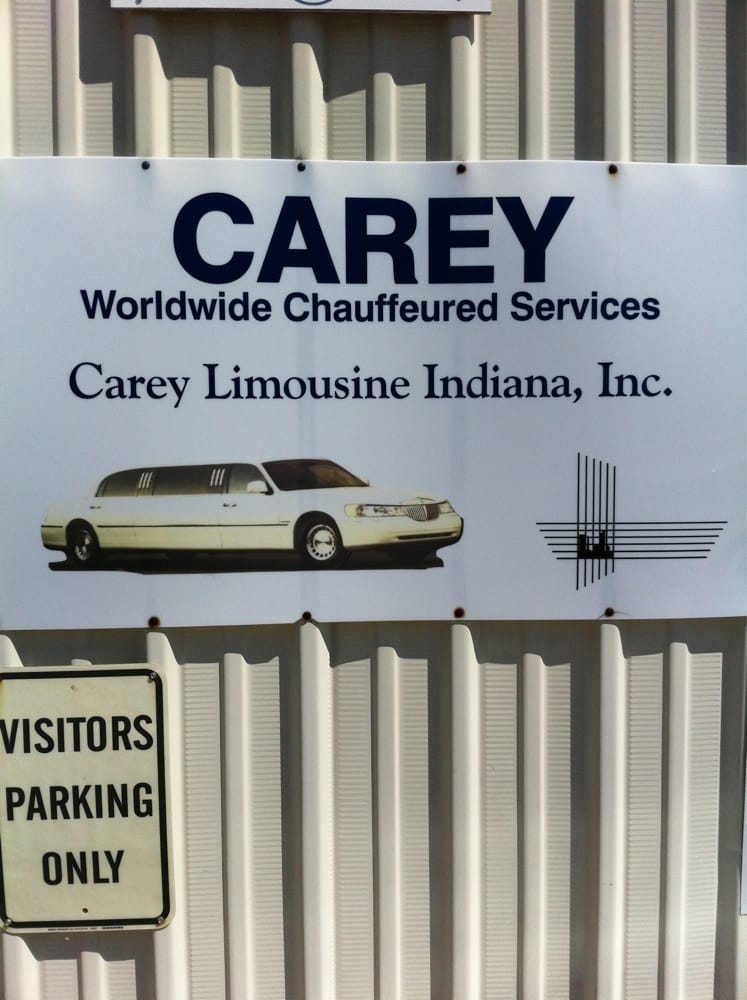 CAREY
Worldwide Chauffeured Services
Carey Limousine Indiana, Inc.
VISITORS
PARKING
ONLY